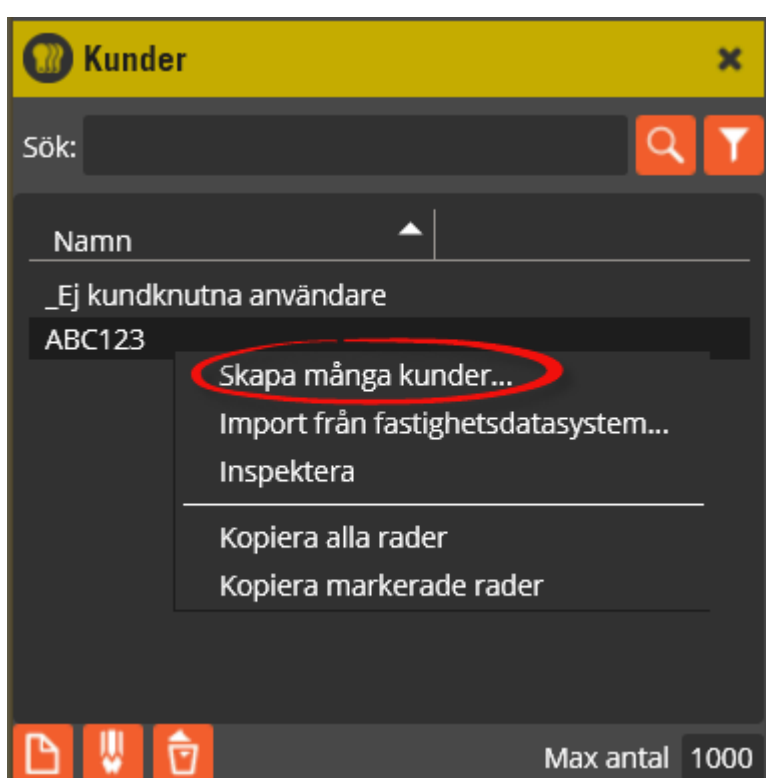 Kunder
Sök:
Namn
_Ej kundknutna användare
ABC123
Skapa många kunder...
Import från fastighetsdatasystem...
Inspektera
Kopiera alla rader
Kopiera markerade rader
Max antal 1000